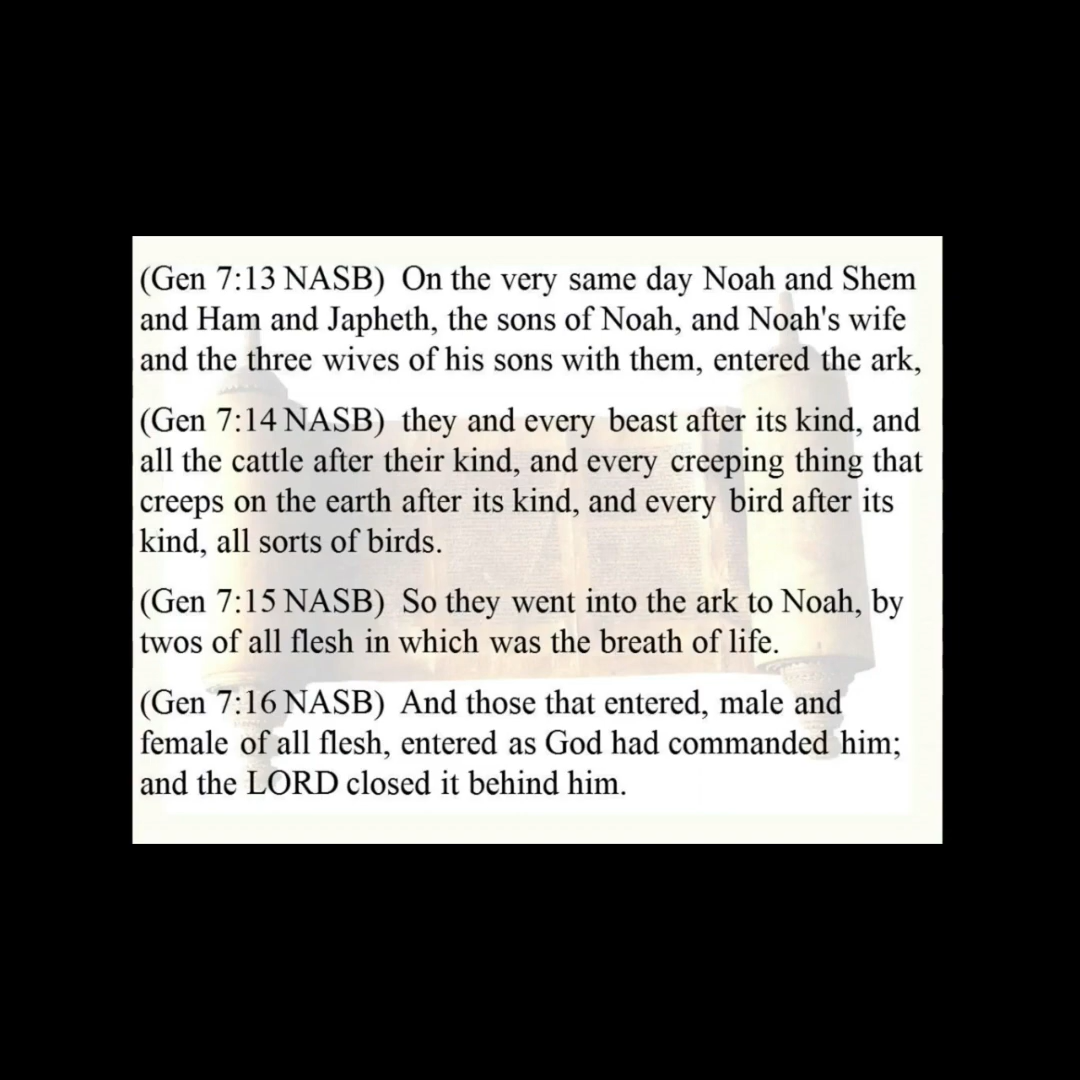 (Gen 7:13 NASB) On the very same day Noah and Shem
and Ham and Japheth, the sons of Noah, and Noah's wife
and the three wives of his sons with them, entered the ark,
(Gen 7:14 NASB) they and every beast after its kind, and
all the cattle after their kind, and every creeping thing that
creeps on the earth after its kind, and every bird after its
kind, all sorts of birds.
(Gen 7:15 NASB) So they went into the ark to Noah, by
twos of all flesh in which was the breath of life.
(Gen 7:16 NASB) And those that entered, male and
female of all flesh, entered as God had commanded him;
and the LORD closed it behind him.